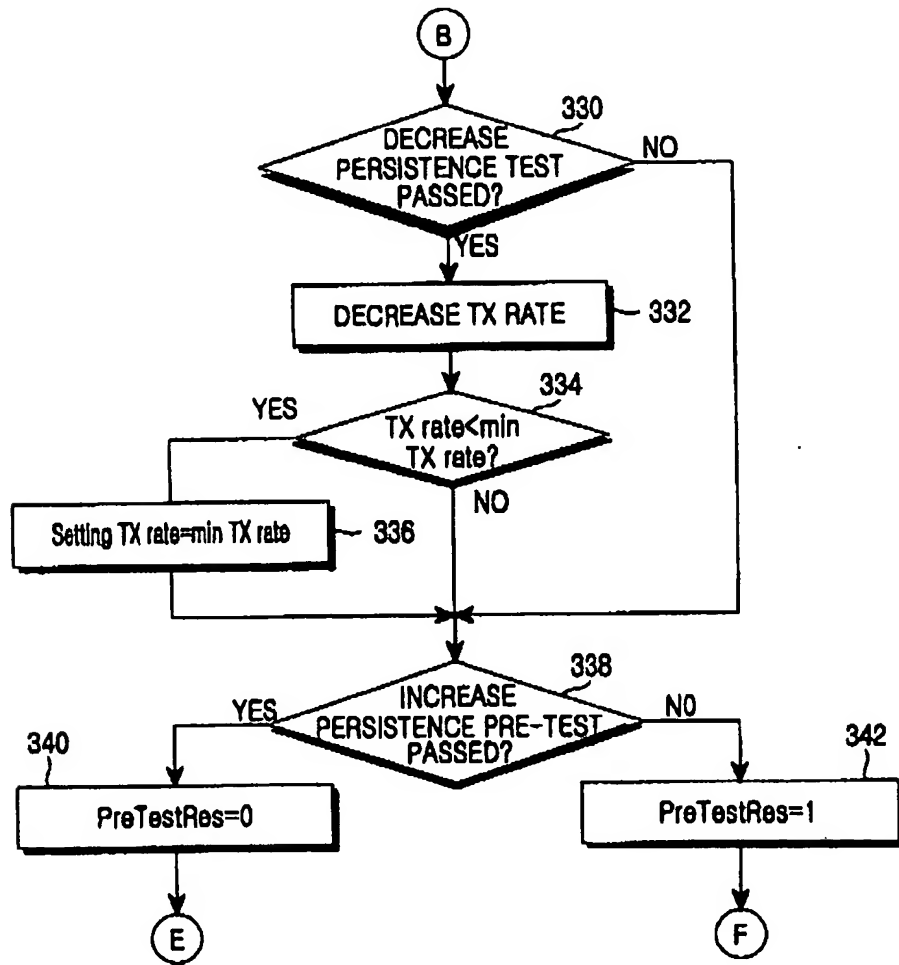 B
330
DECREASE
PERSISTENCE TEST
PASSED?
NO
YES
DECREASE TX RATE
332
334
YES
TX rate<min
TX rate?
NO
Setting TX rate=min TX rate
336
338
INCREASE
PERSISTENCE PRE-TEST
PASSED?
YES
NO
340
PreTestRes=0
342
PreTestRes=1
E
F